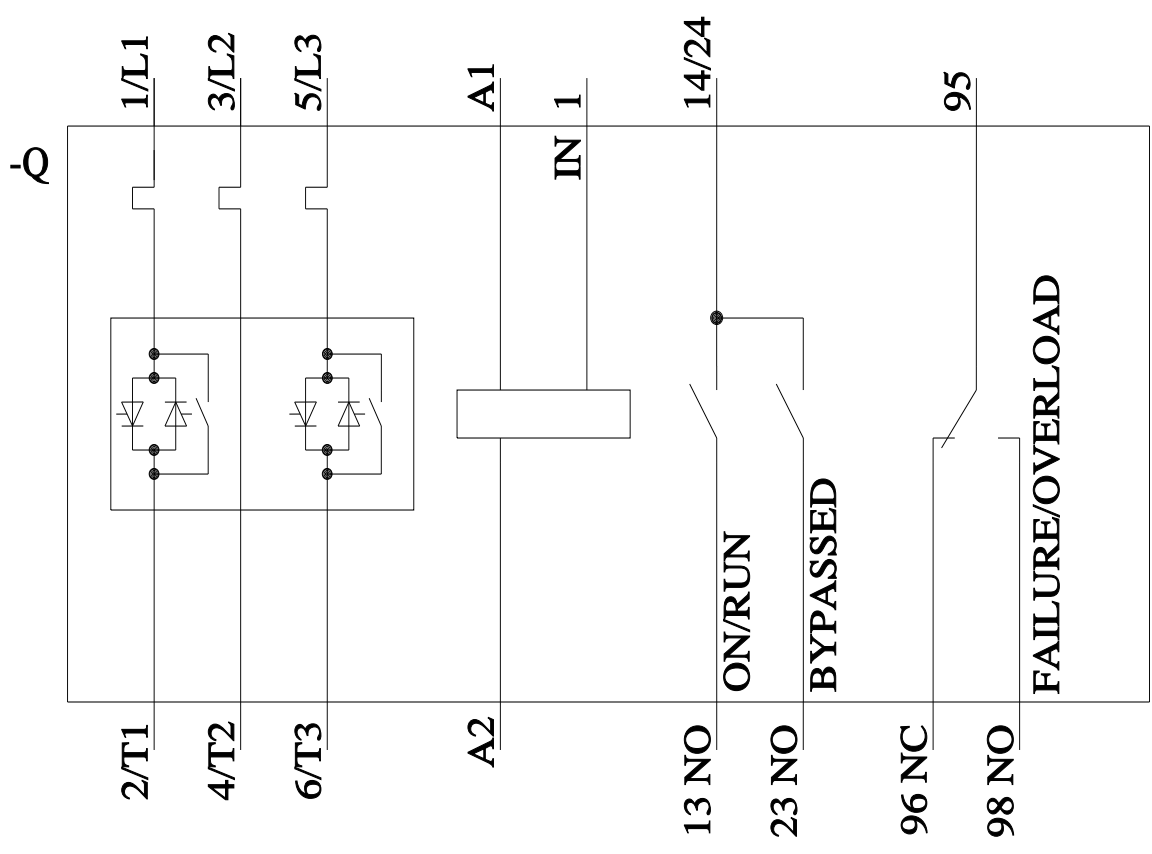 -Q
1/L1
3/L2
5/L3
A1
IN 1
14/24
95
ON/RUN
BYPASSED
FAILURE/OVERLOAD
2/T1
4/T2
6/T3
A2
13 NO
23 NO
96 NC
98 NO